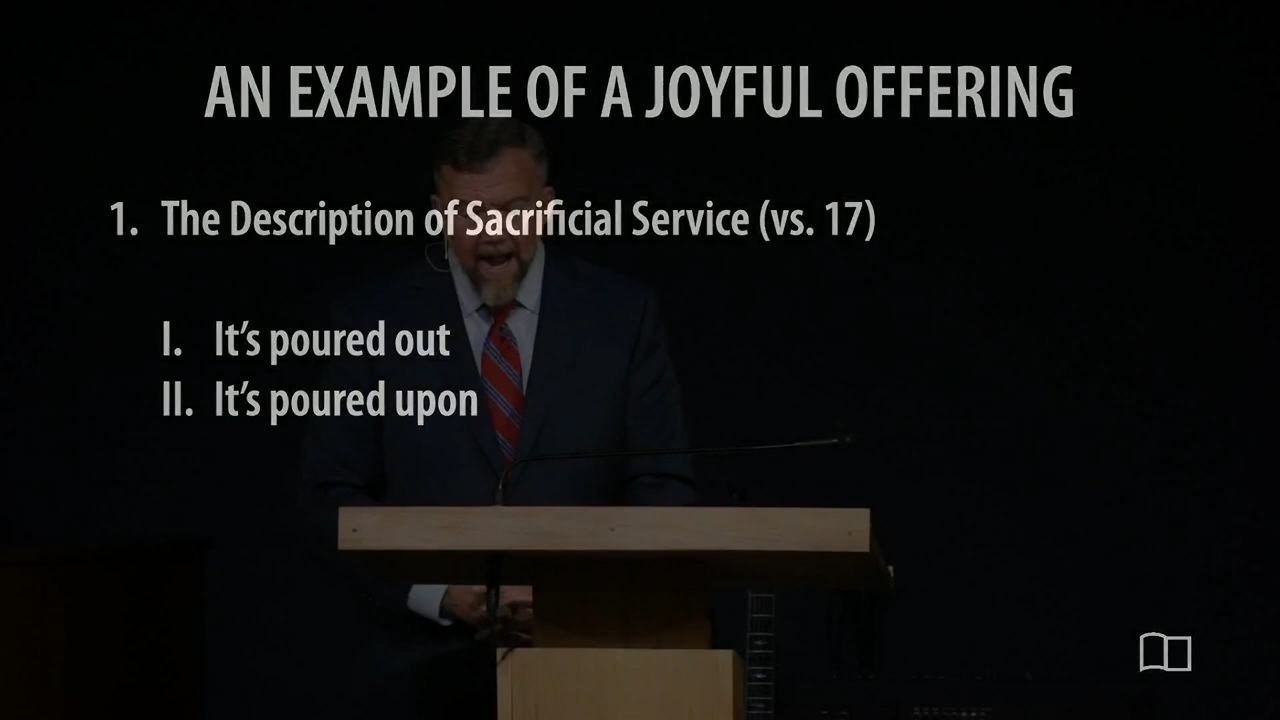 AN EXAMPLE OF A JOYFUL OFFERING
1. The Description of Sacrificial Service (vs. 17)
I. It's poured out
II. It's poured upon